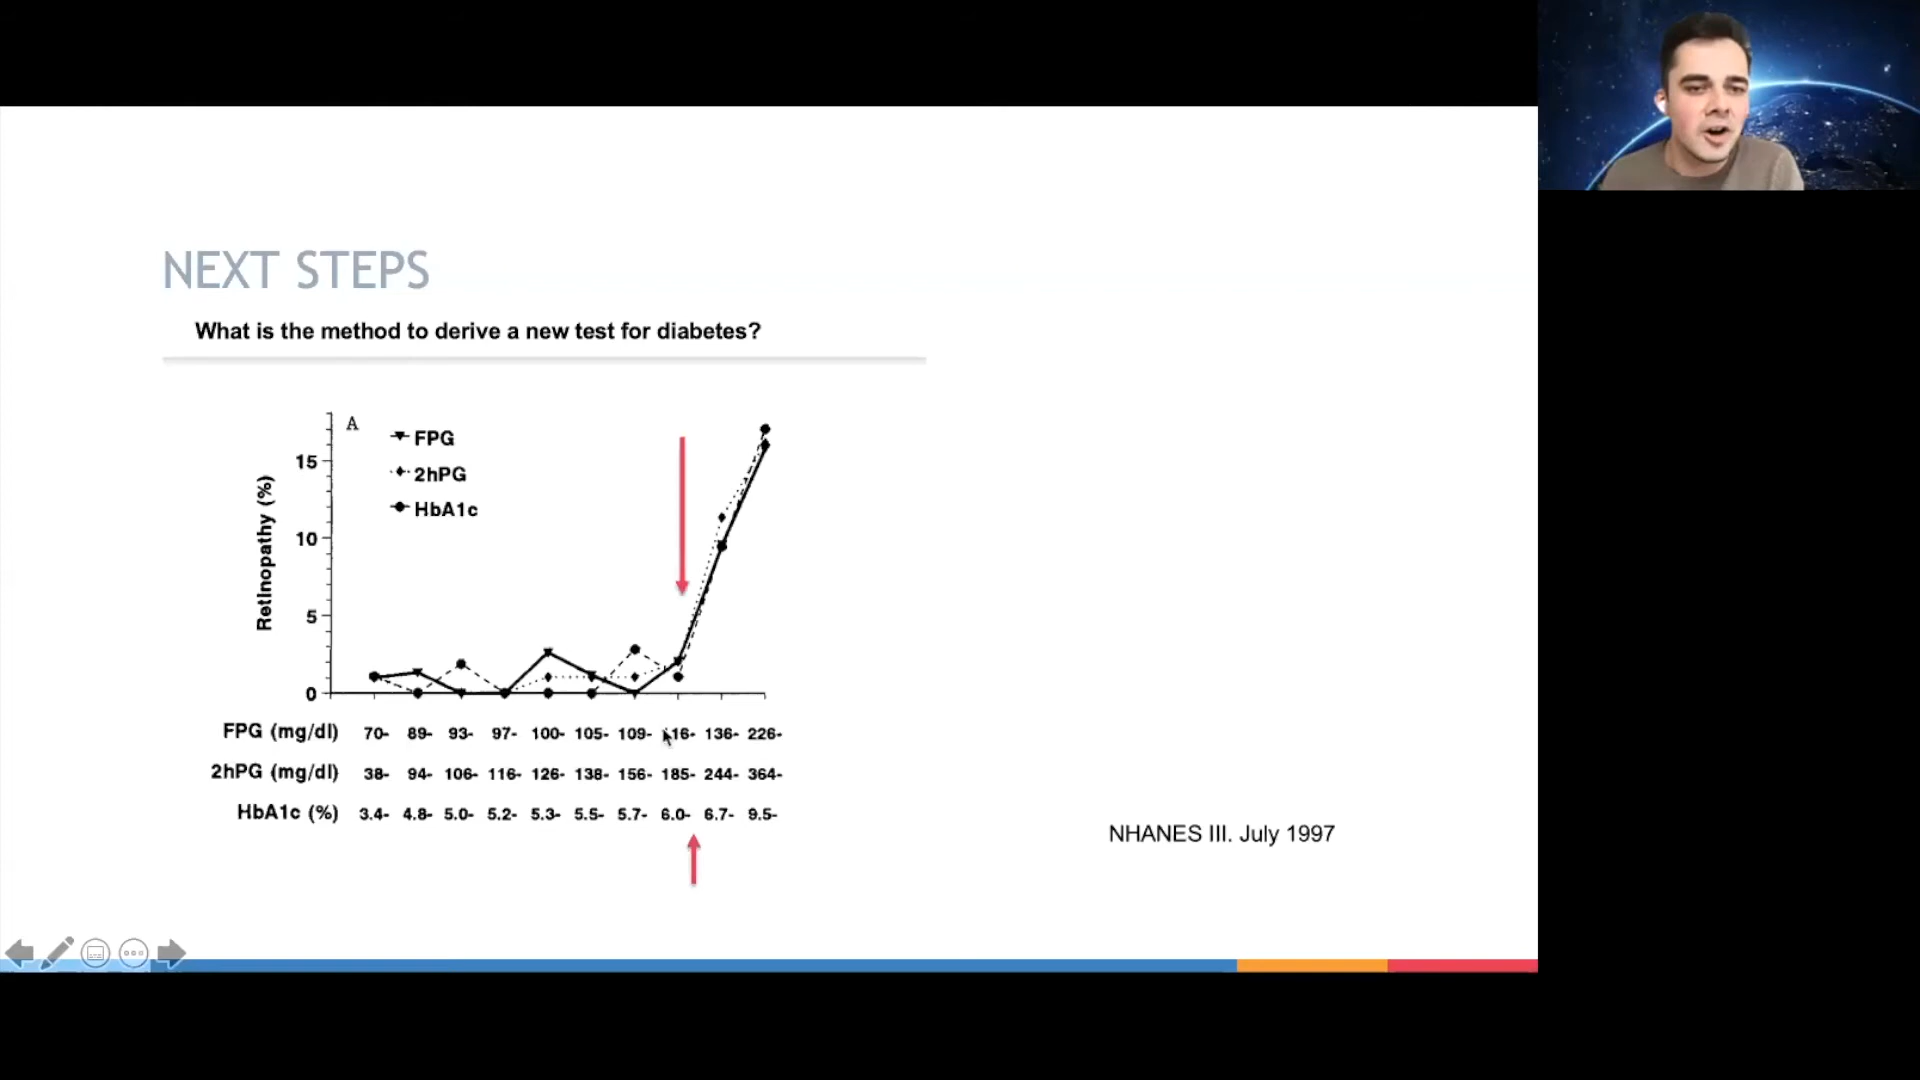 NEXT STEPS
What is the method to derive a new test for diabetes?
A
FPG
2hPG
HbA1c
Retinopathy (%)
15
10
5
0
FPG (mg/dl) 70- 89- 93- 97- 100- 105- 109- 116- 136- 226-
2hPG (mg/dl) 38- 94- 106- 116- 126- 138- 156- 185- 244- 364-
HbA1c (%) 3.4- 4.8- 5.0- 5.2- 5.3- 5.5- 5.7- 6.0- 6.7- 9.5-
NHANES III. July 1997